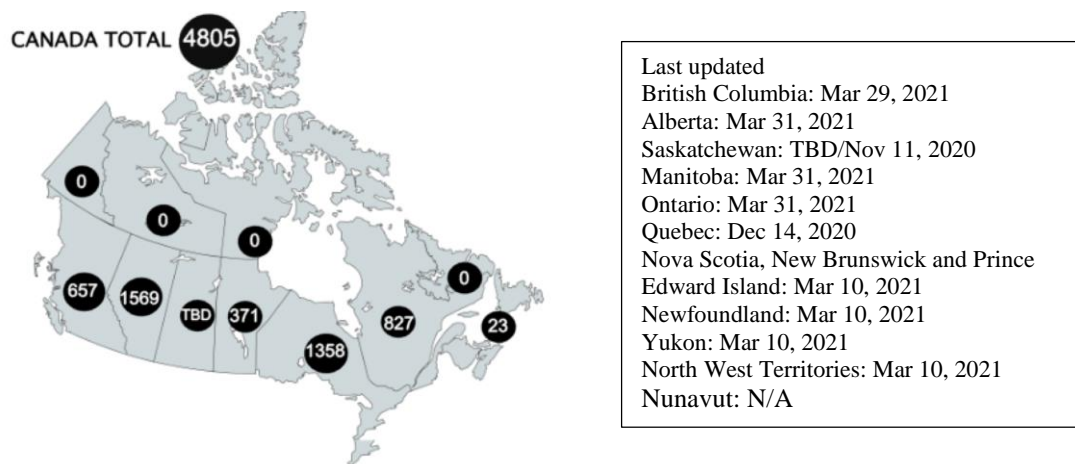 CANADA TOTAL 4805
0
0
0
0
657
1569
TBD
371
827
23
1358
Last updated
British Columbia: Mar 29, 2021
Alberta: Mar 31, 2021
Saskatchewan: TBD/Nov 11, 2020
Manitoba: Mar 31, 2021
Ontario: Mar 31, 2021
Quebec: Dec 14, 2020
Nova Scotia, New Brunswick and Prince
Edward Island: Mar 10, 2021
Newfoundland: Mar 10, 2021
Yukon: Mar 10, 2021
North West Territories: Mar 10, 2021
Nunavut: N/A